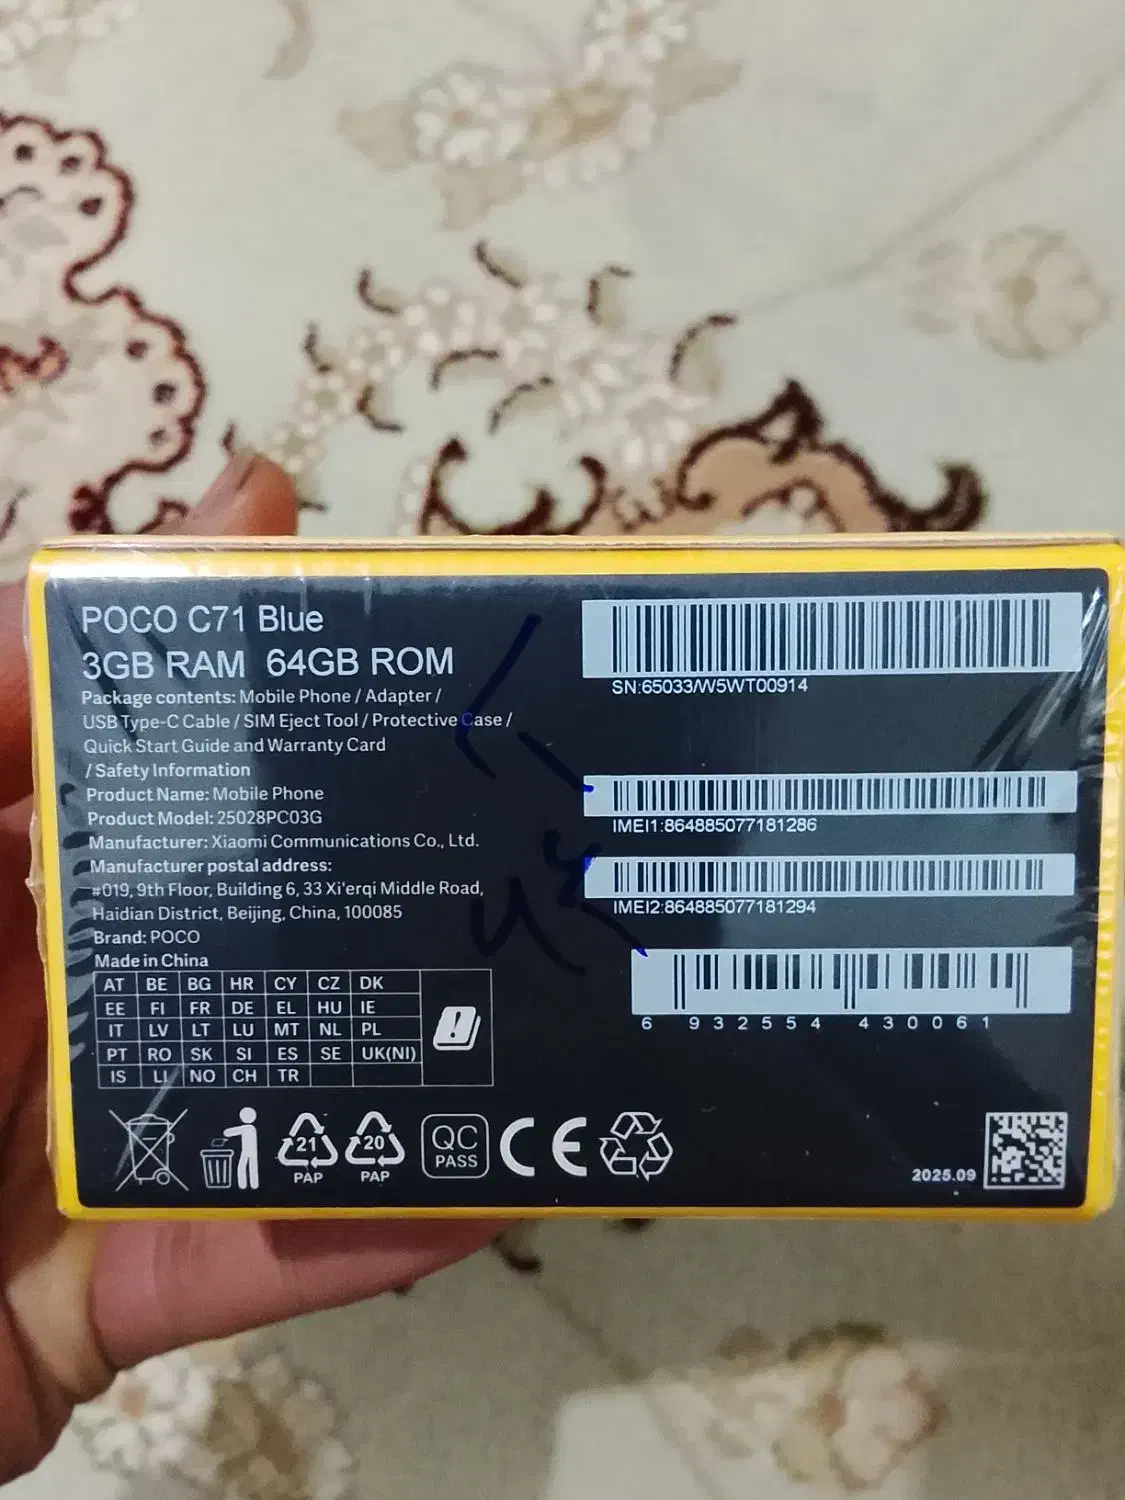 POCO C71 Blue
3GB RAM 64GB ROM
Package contents: Mobile Phone / Adapter /
USB Type-C Cable / SIM Eject Tool / Protective Case /
Quick Start Guide and Warranty Card
/ Safety Information
Product Name: Mobile Phone
Product Model: 25028PC03G
Manufacturer: Xiaomi Communications Co., Ltd.
Manufacturer postal address:
#019, 9th Floor, Building 6, 33 Xi'erqi Middle Road,
Haidian District, Beijing, China, 100085
Brand: POCO
Made in China
AT BE BG HR CY CZ DK
EE FI FR DE EL HU IE
IT LV LT LU MT NL PL
PT RO SK SI ES SE UK(NI)
IS LI NO CH TR
21
PAP
20
PAP
QC
PASS
CE
SN:65033/W5WT00914
IMEI1:864885077181286
IMEI2:864885077181294
6 932554 430061
2025.09